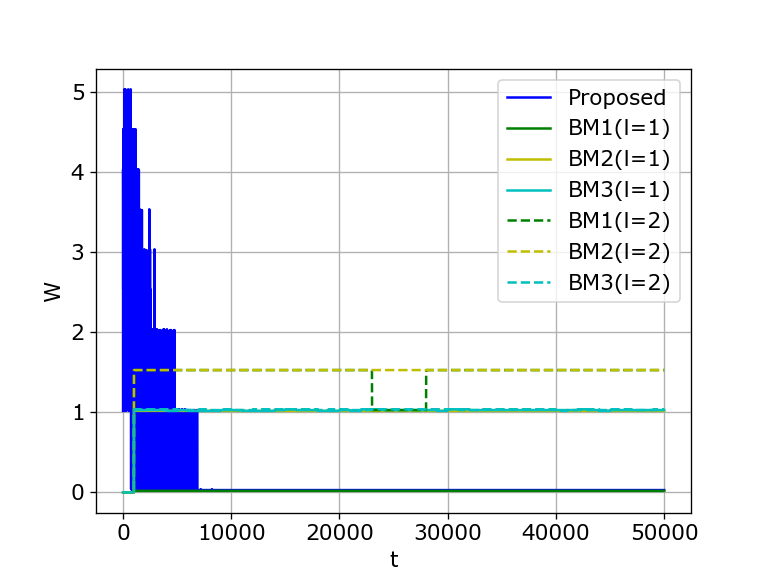 Proposed
BM1(l=1)
BM2(l=1)
BM3(l=1)
BM1(l=2)
BM2(l=2)
BM3(l=2)
5
4
3
2
1
0
W
0 10000 20000 30000 40000 50000
t